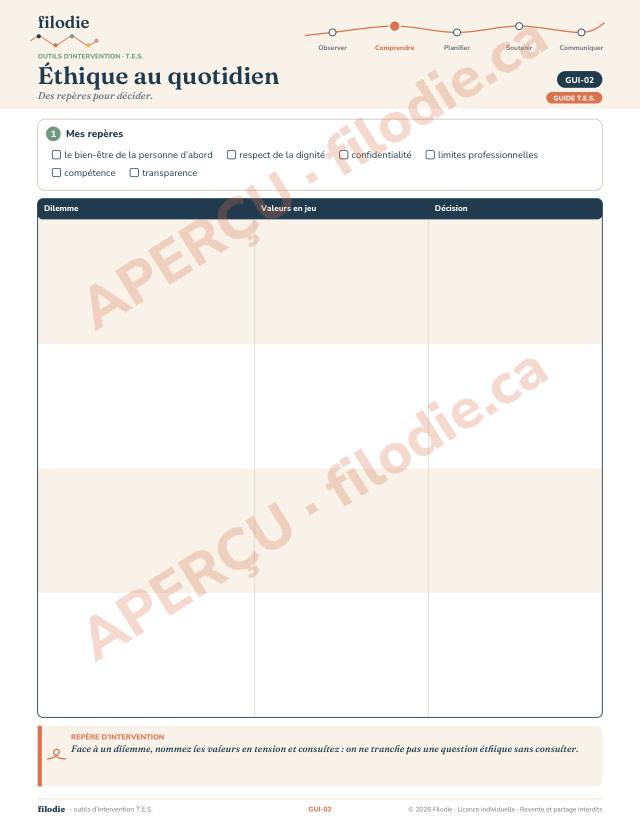 filodie
Observer Comprendre Planifier Soutenir Communiquer
OUTILS D'INTERVENTION · T.E.S.
Éthique au quotidien
Des repères pour décider.
GUI-02
GUIDE T.E.S.
1 Mes repères
le bien-être de la personne d'abord respect de la dignité confidentialité limites professionnelles
compétence transparence
Dilemme Valeurs en jeu Décision
APERÇU · filodie.ca
APERÇU · filodie.ca
REPÈRE D'INTERVENTION
Face à un dilemme, nommez les valeurs en tension et consultez : on ne tranche pas une question éthique sans consulter.
filodie · outils d'intervention T.E.S. GUI-02 © 2026 Filodie · Licence individuelle · Revente et partage interdits